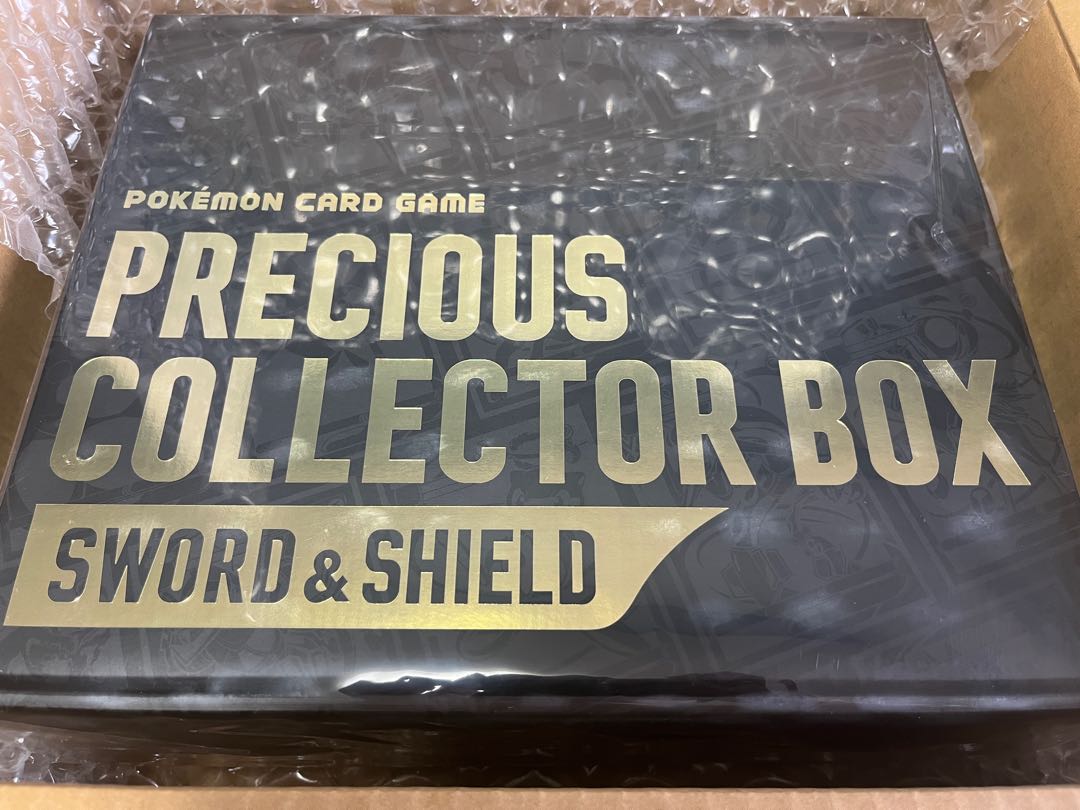 POKÉMON CARD GAME
PRECIOUS
COLLECTOR BOX
SWORD & SHIELD